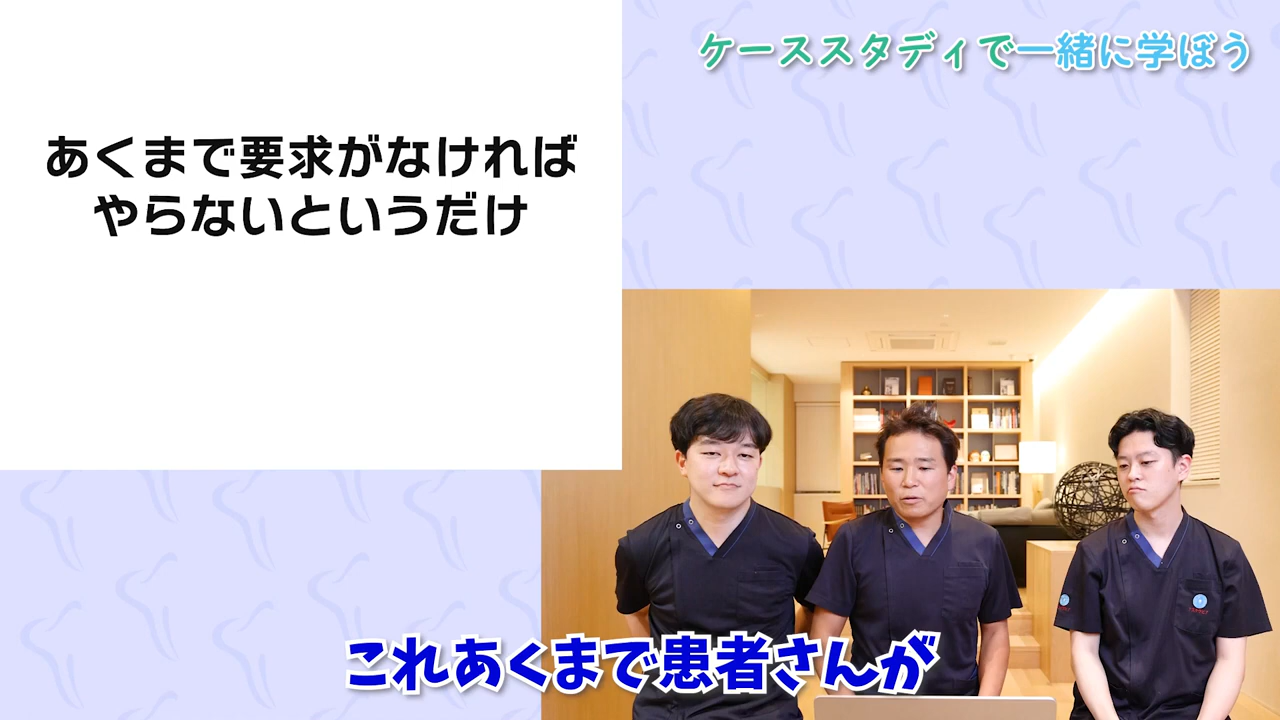 ケーススタディで一緒に学ぼう
あくまで要求がなければ
やらないというだけ
これあくまで患者さんが